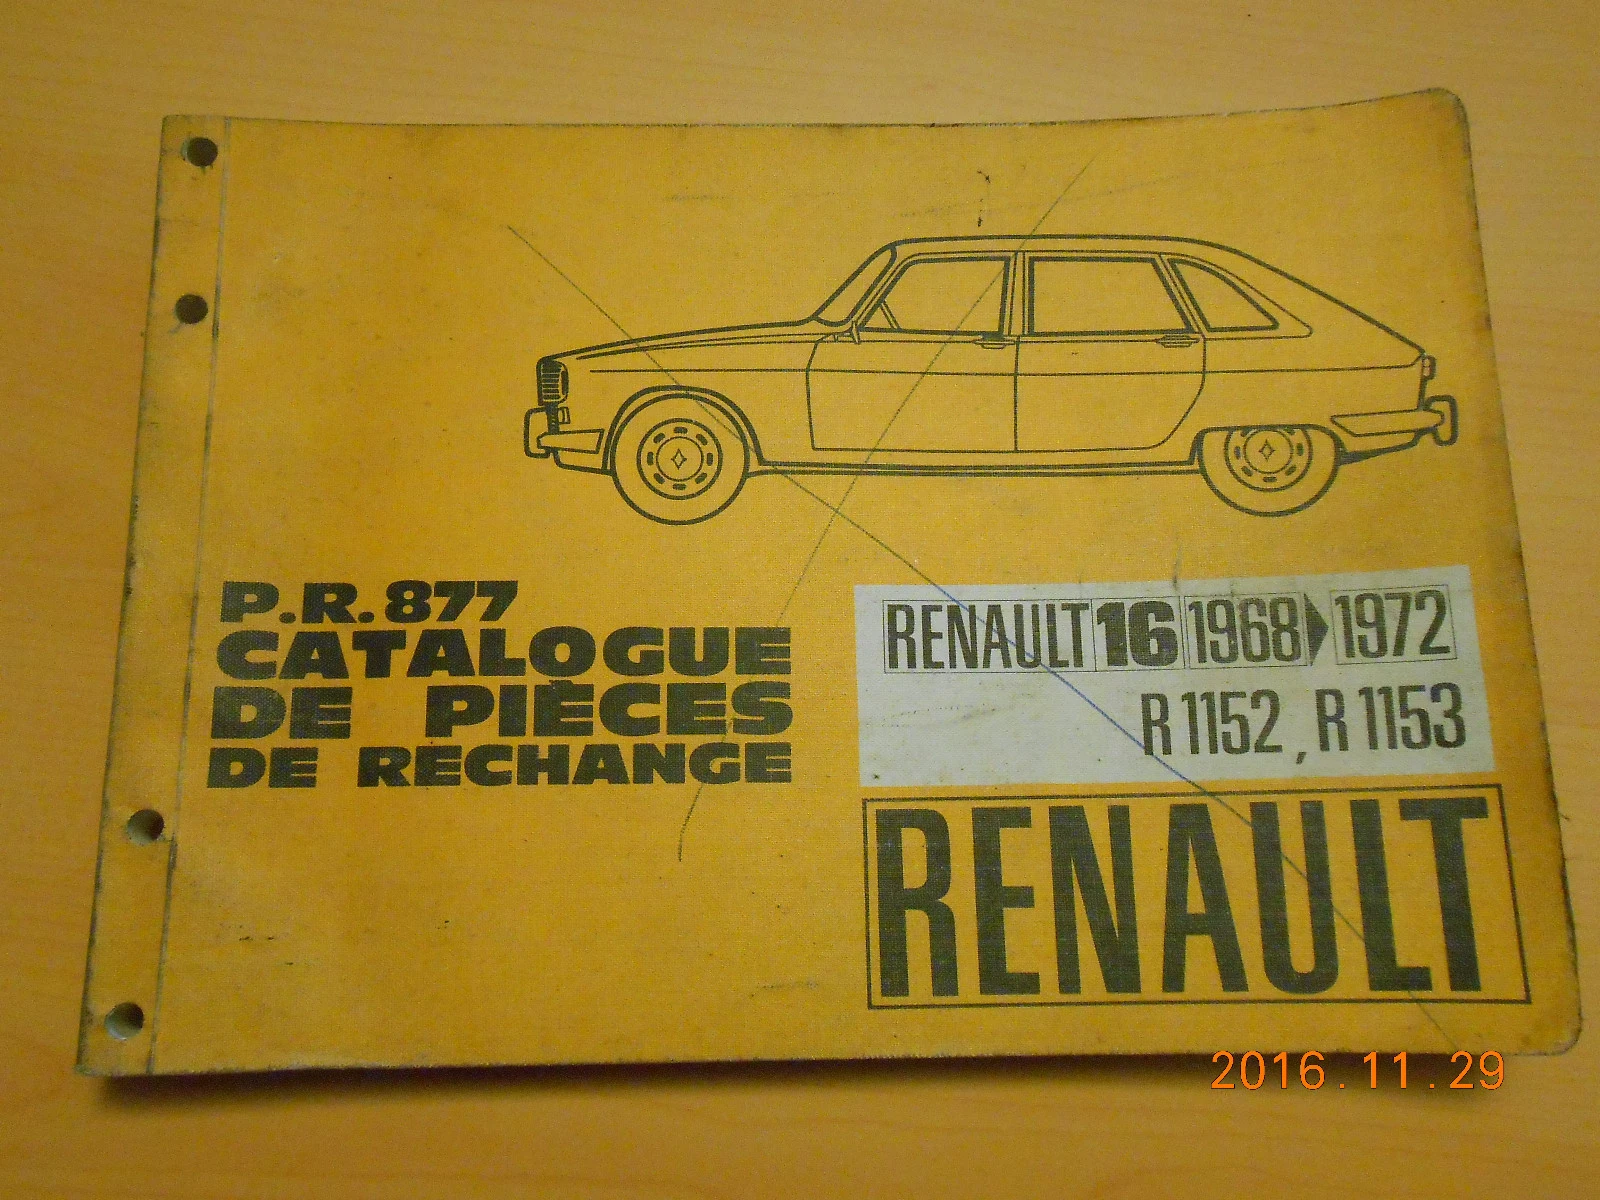 P.R.877
CATALOGUE
DE PIÈCES
DE RECHANGE
RENAULT 16 1968 1972
R 1152, R 1153
RENAULT
2016.11.29